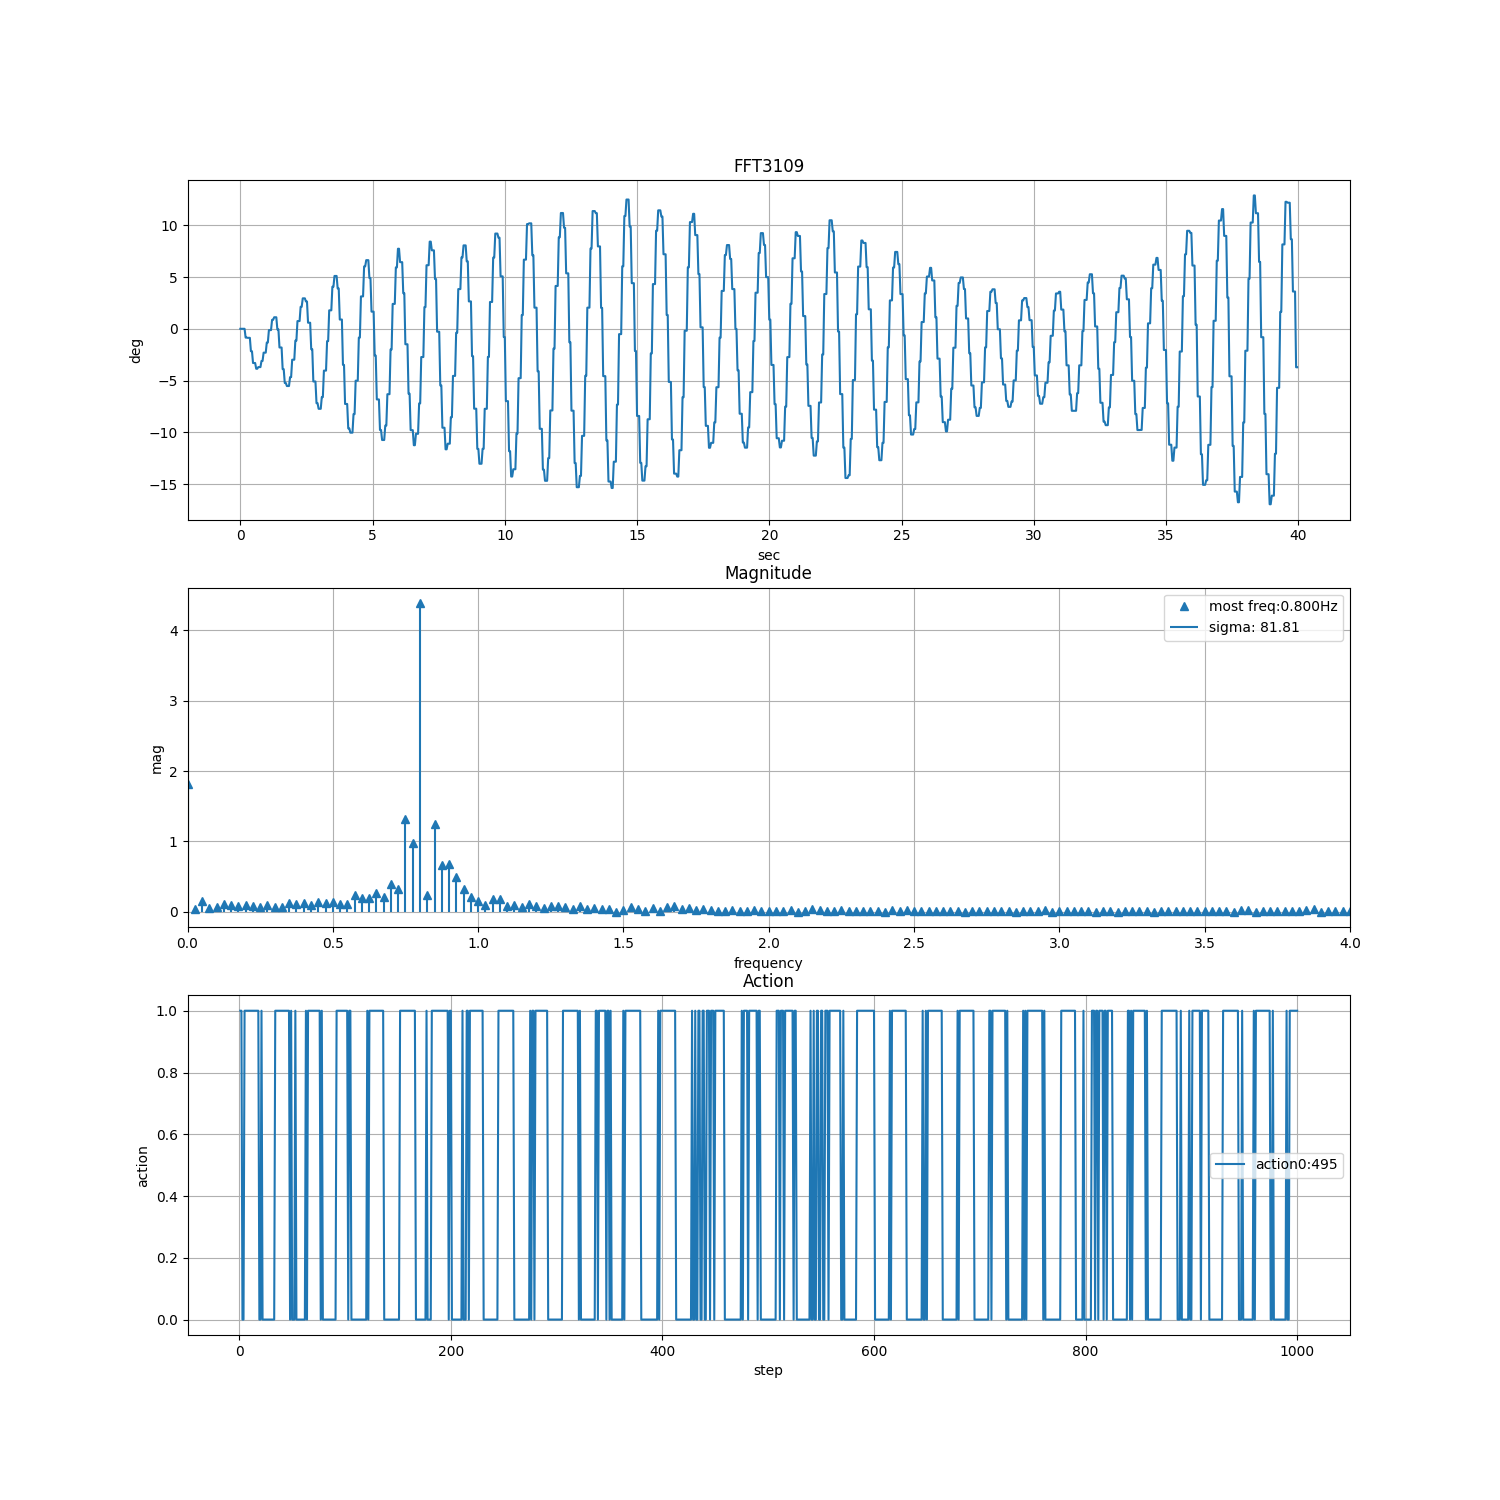 FFT3109
10
5
0
−5
−10
−15
deg
0 5 10 15 20 25 30 35 40
sec
Magnitude
most freq:0.800Hz
sigma: 81.81
4
3
2
1
0
mag
0.0 0.5 1.0 1.5 2.0 2.5 3.0 3.5 4.0
frequency
Action
1.0
0.8
0.6
0.4
0.2
0.0
action
action0:495
0 200 400 600 800 1000
step